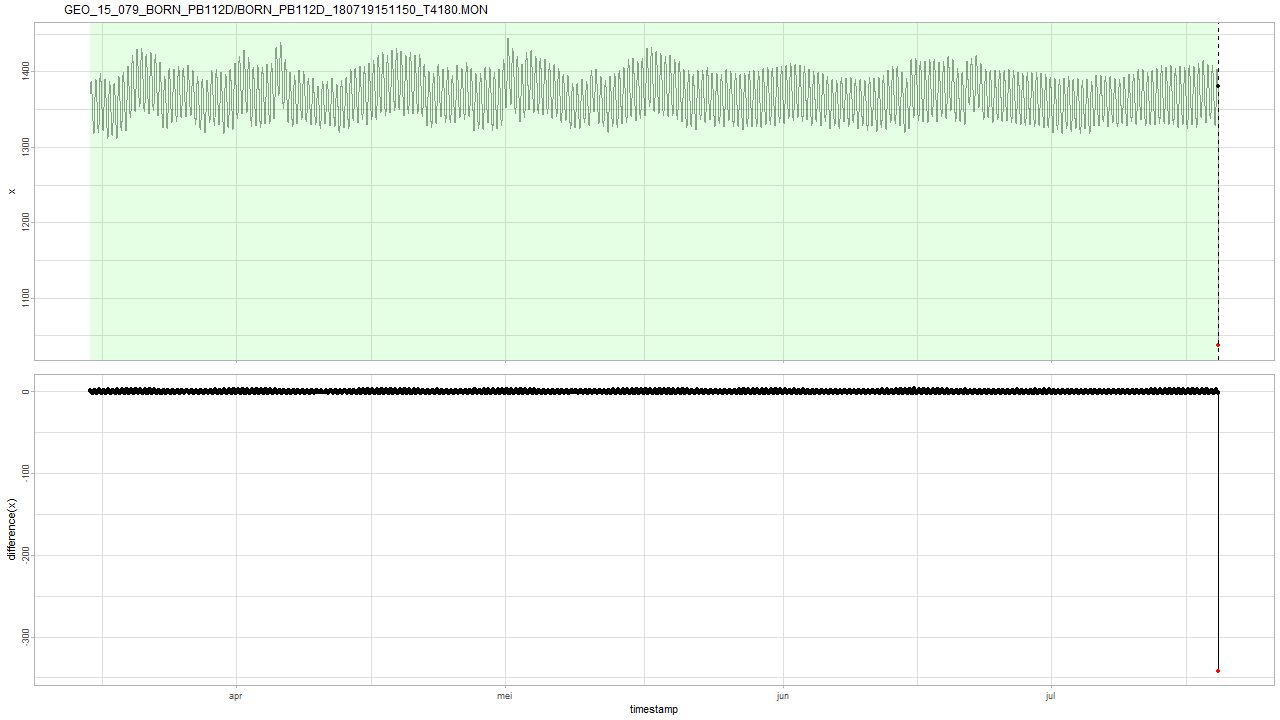 GEO_15_079_BORN_PB112D/BORN_PB112D_180719151150_T4180.MON
1400
1300
1200
1100
x
0
-100
-200
-300
difference(x)
apr
mei
jun
jul
timestamp